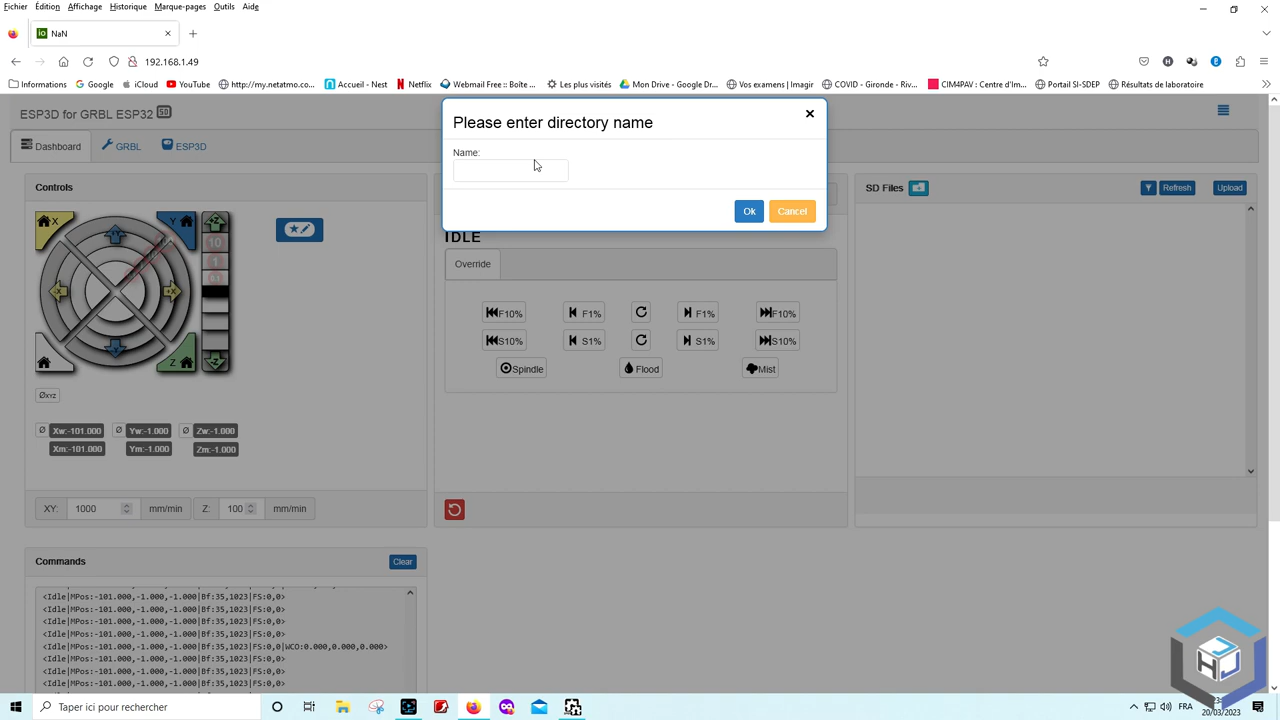 Fichier Édition Affichage Historique Marque-pages Outils Aide
NaN
192.168.1.49
Informations Google iCloud YouTube http://my.netatmo.co... Accueil - Nest Netflix Webmail Free :: Boîte ... Les plus visités Mon Drive - Google Dr... Vos examens | Imagir COVID - Gironde - Riv... CIM4PAV : Centre d'Im... Portail SI-SDEP Résultats de laboratoire
ESP3D for GRBL ESP32 SD
Please enter directory name
Dashboard GRBL ESP3D
Name:
Controls
SD Files Refresh Upload
Ok Cancel
X Y
+Z
10
IDLE
1
Override
0.1
+X
F10% F1% F1% F10%
S10% S1% S1% S10%
Z -Z
Spindle Flood Mist
ØXYZ
Ø Xw:-101.000 Ø Yw:-1.000 Ø Zw:-1.000
Xm:-101.000 Ym:-1.000 Zm:-1.000
XY: 1000 mm/min Z: 100 mm/min
Commands Clear
<Idle|MPos:-101.000,-1.000,-1.000|Bf:35,1023|FS:0,0>
<Idle|MPos:-101.000,-1.000,-1.000|Bf:35,1023|FS:0,0>
<Idle|MPos:-101.000,-1.000,-1.000|Bf:35,1023|FS:0,0>
<Idle|MPos:-101.000,-1.000,-1.000|Bf:35,1023|FS:0,0>
<Idle|MPos:-101.000,-1.000,-1.000|Bf:35,1023|FS:0,0|WCO:0.000,0.000,0.000>
<Idle|MPos:-101.000,-1.000,-1.000|Bf:35,1023|FS:0,0>
<Idle|MPos:-101.000,-1.000,-1.000|Bf:35,1023|FS:0,0>
<Idle|MPos:-101.000,-1.000,-1.000|Bf:35,1023|FS:0,0>
HJ
Taper ici pour rechercher
FRA
20/03/2023